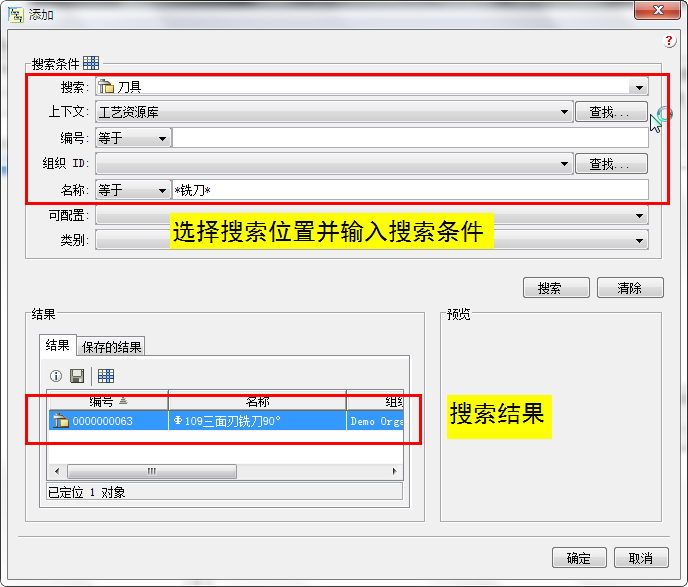 添加
?
搜索条件
搜索: 刀具
上下文: 工艺资源库 查找...
编号: 等于
组织 ID: 查找...
名称: 等于 *铣刀*
可配置:
选择搜索位置并输入搜索条件
类别:
搜索 清除
结果 预览
结果 保存的结果
编号 名称 组织
0000000063 Φ109三面刃铣刀90° Demo Orga
搜索结果
已定位 1 对象
确定 取消